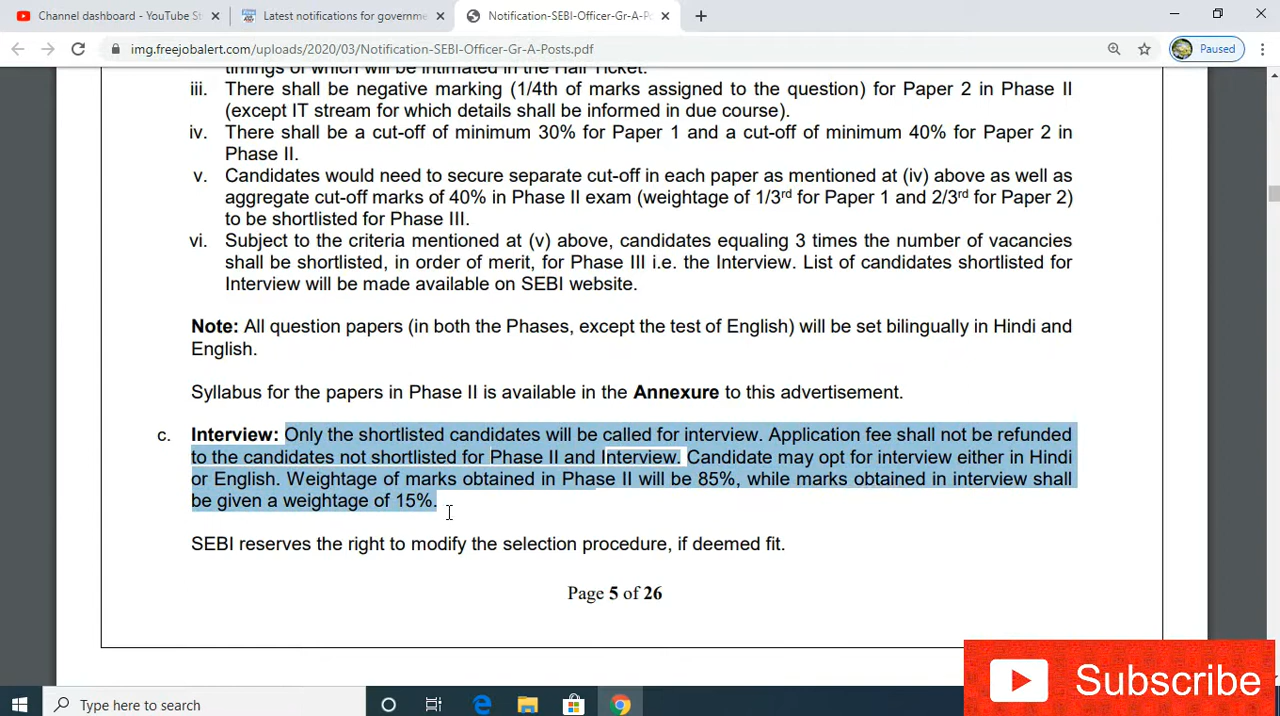 Channel dashboard - YouTube St
Latest notifications for governme
Notification-SEBI-Officer-Gr-A-Po
img.freejobalert.com/uploads/2020/03/Notification-SEBI-Officer-Gr-A-Posts.pdf
Paused
timings of which will be intimated in the Hall Ticket.
iii. There shall be negative marking (1/4th of marks assigned to the question) for Paper 2 in Phase II
(except IT stream for which details shall be informed in due course).
iv. There shall be a cut-off of minimum 30% for Paper 1 and a cut-off of minimum 40% for Paper 2 in
Phase II.
v. Candidates would need to secure separate cut-off in each paper as mentioned at (iv) above as well as
aggregate cut-off marks of 40% in Phase II exam (weightage of 1/3rd for Paper 1 and 2/3rd for Paper 2)
to be shortlisted for Phase III.
vi. Subject to the criteria mentioned at (v) above, candidates equaling 3 times the number of vacancies
shall be shortlisted, in order of merit, for Phase III i.e. the Interview. List of candidates shortlisted for
Interview will be made available on SEBI website.
Note: All question papers (in both the Phases, except the test of English) will be set bilingually in Hindi and
English.
Syllabus for the papers in Phase II is available in the Annexure to this advertisement.
c. Interview: Only the shortlisted candidates will be called for interview. Application fee shall not be refunded
to the candidates not shortlisted for Phase II and Interview. Candidate may opt for interview either in Hindi
or English. Weightage of marks obtained in Phase II will be 85%, while marks obtained in interview shall
be given a weightage of 15%.
SEBI reserves the right to modify the selection procedure, if deemed fit.
Page 5 of 26
Subscribe
Type here to search